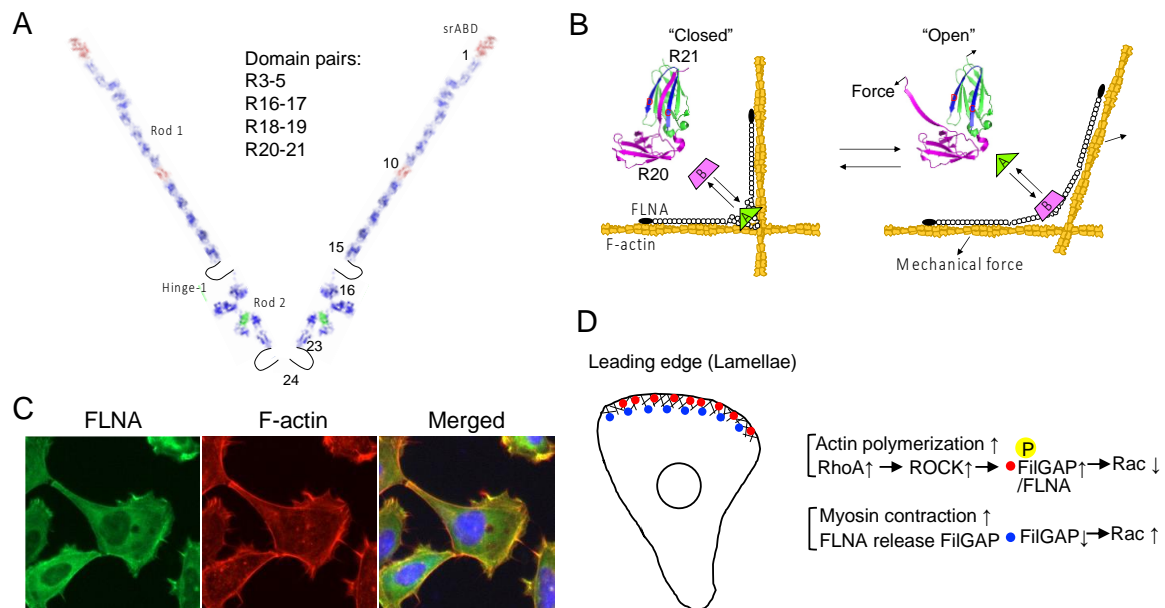 A
srABD
1
Domain pairs:
R3-5
R16-17
R18-19
R20-21
Rod 1
10
15
Hinge-1
16
Rod 2
23
24
B
"Closed"
R21
R20
B
A
FLNA
F-actin
"Open"
Force
A
B
Mechanical force
C
FLNA
F-actin
Merged
D
Leading edge (Lamellae)
Actin polymerization ↑
P
RhoA↑ → ROCK↑ → FilGAP↑→Rac ↓
/FLNA
Myosin contraction ↑
FLNA release FilGAP FilGAP↓→Rac ↑